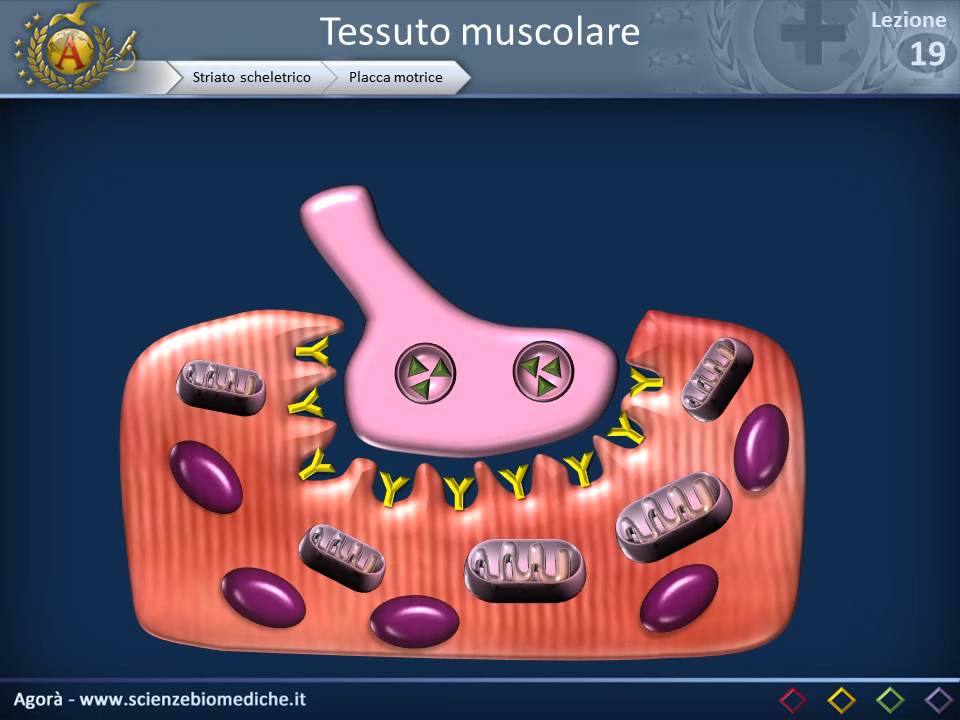 Tessuto muscolare
Lezione
19
Striato scheletrico
Placca motrice
A
Agorà - www.scienzebiomediche.it